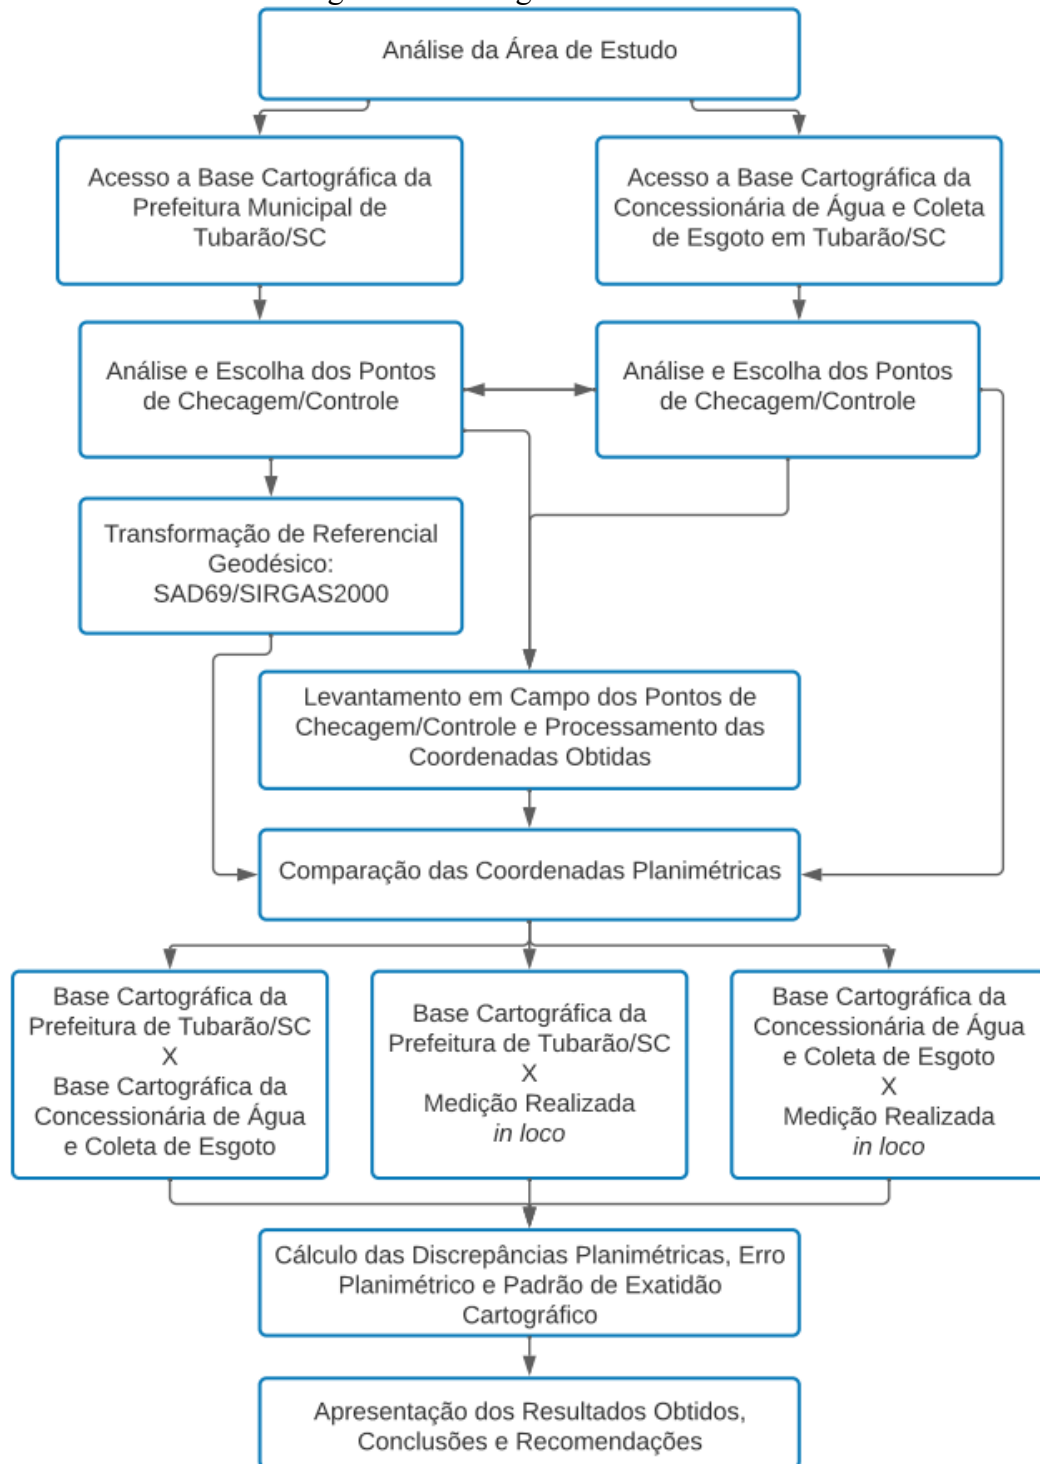 Análise da Área de Estudo
Acesso a Base Cartográfica da
Prefeitura Municipal de
Tubarão/SC
Acesso a Base Cartográfica da
Concessionária de Água e Coleta
de Esgoto em Tubarão/SC
Análise e Escolha dos Pontos
de Checagem/Controle
Análise e Escolha dos Pontos
de Checagem/Controle
Transformação de Referencial
Geodésico:
SAD69/SIRGAS2000
Levantamento em Campo dos Pontos de
Checagem/Controle e Processamento das
Coordenadas Obtidas
Comparação das Coordenadas Planimétricas
Base Cartográfica da
Prefeitura de Tubarão/SC
X
Base Cartográfica da
Concessionária de Água
e Coleta de Esgoto
Base Cartográfica da
Prefeitura de Tubarão/SC
X
Medição Realizada
in loco
Base Cartográfica da
Concessionária de Água
e Coleta de Esgoto
X
Medição Realizada
in loco
Cálculo das Discrepâncias Planimétricas, Erro
Planimétrico e Padrão de Exatidão
Cartográfico
Apresentação dos Resultados Obtidos,
Conclusões e Recomendações